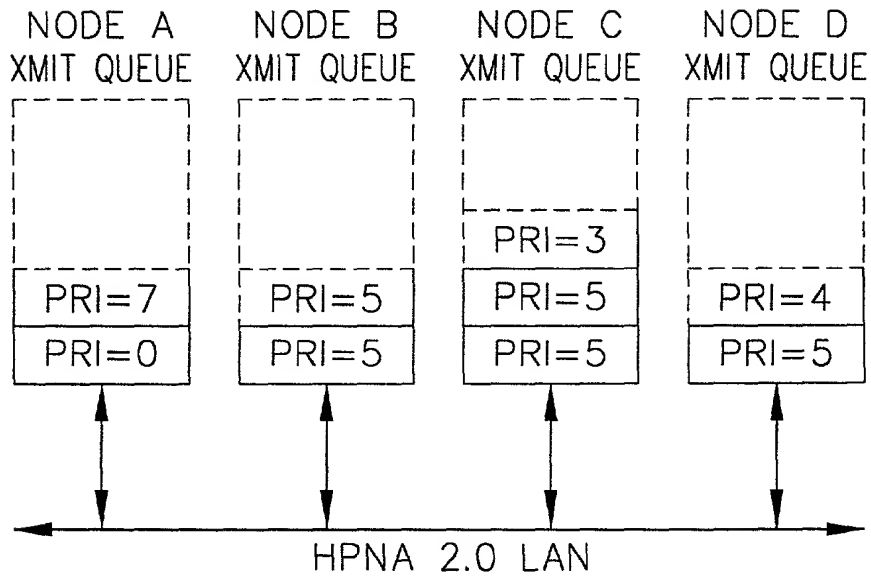 NODE A NODE B NODE C NODE D
XMIT QUEUE XMIT QUEUE XMIT QUEUE XMIT QUEUE
PRI=3
PRI=7 PRI=5 PRI=5 PRI=4
PRI=0 PRI=5 PRI=5 PRI=5
HPNA 2.0 LAN